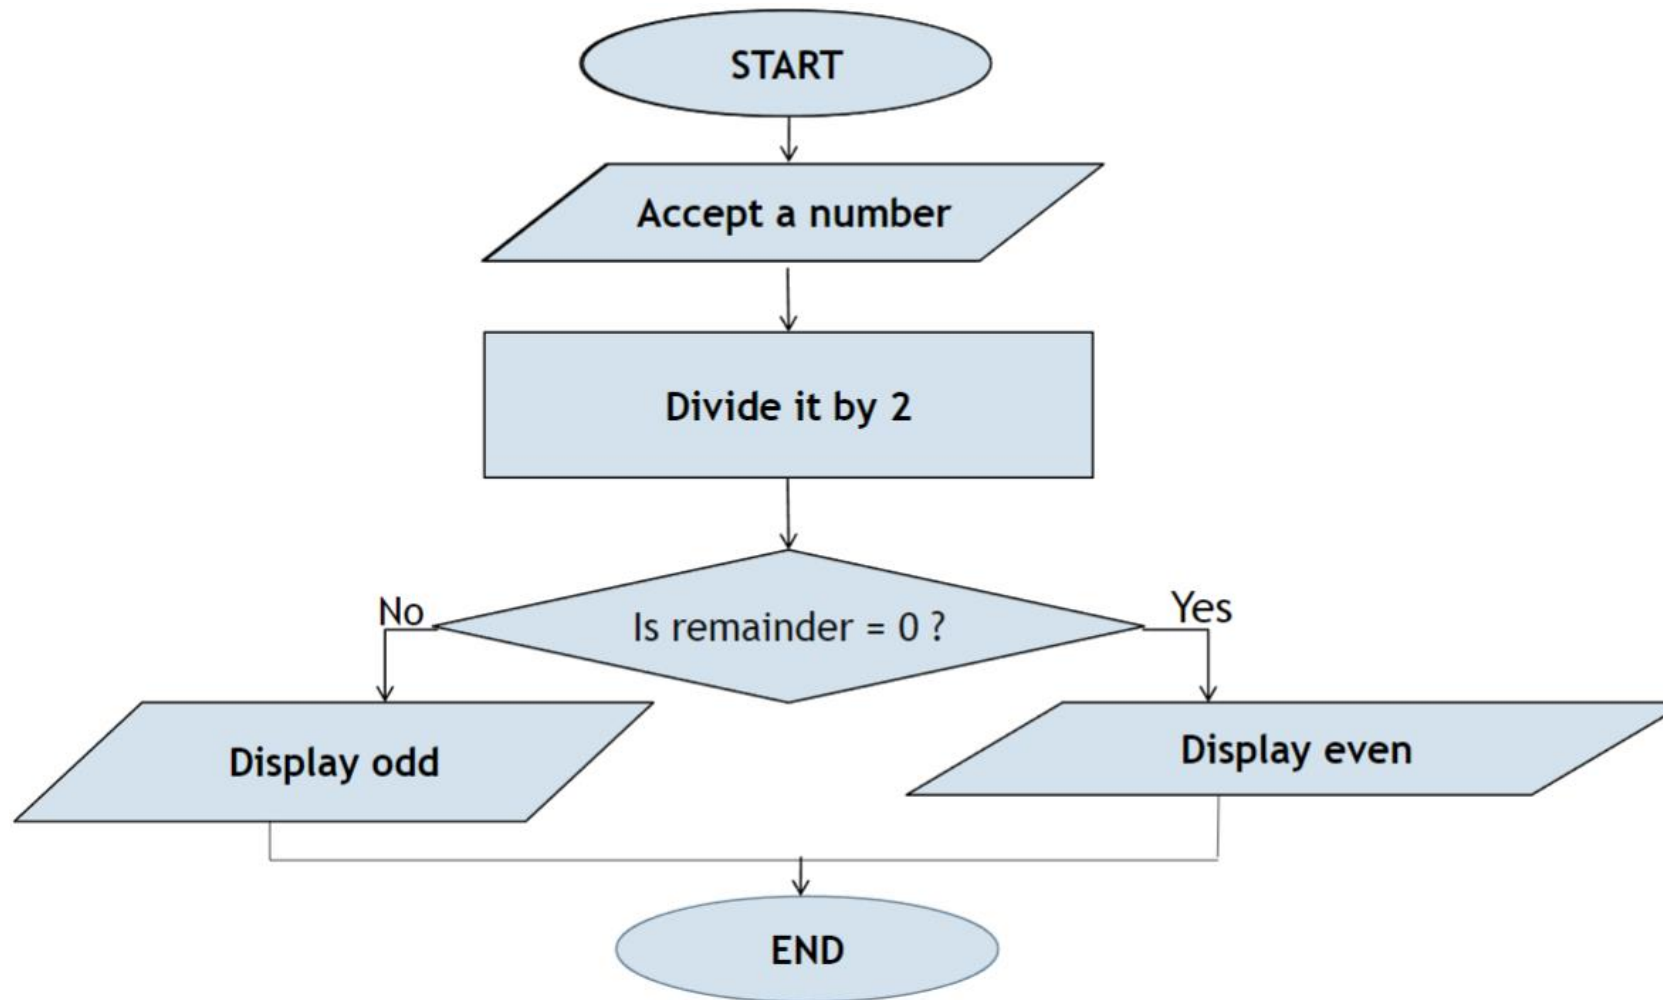 START
Accept a number
Divide it by 2
Is remainder = 0 ?
No
Yes
Display odd
Display even
END